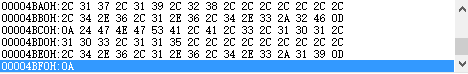 00004BA0H:2C 31 37 2C 31 39 2C 32 38 2C 2C 2C 2C 2C 2C 2C
00004BB0H:2C 34 2E 36 2C 31 2E 36 2C 34 2E 33 2A 32 46 0D
00004BC0H:0A 24 47 4E 47 53 41 2C 41 2C 33 2C 31 30 31 2C
00004BD0H:31 30 33 2C 31 31 35 2C 2C 2C 2C 2C 2C 2C 2C 2C
00004BE0H:2C 34 2E 36 2C 31 2E 36 2C 34 2E 33 2A 31 39 0D
00004BF0H:0A